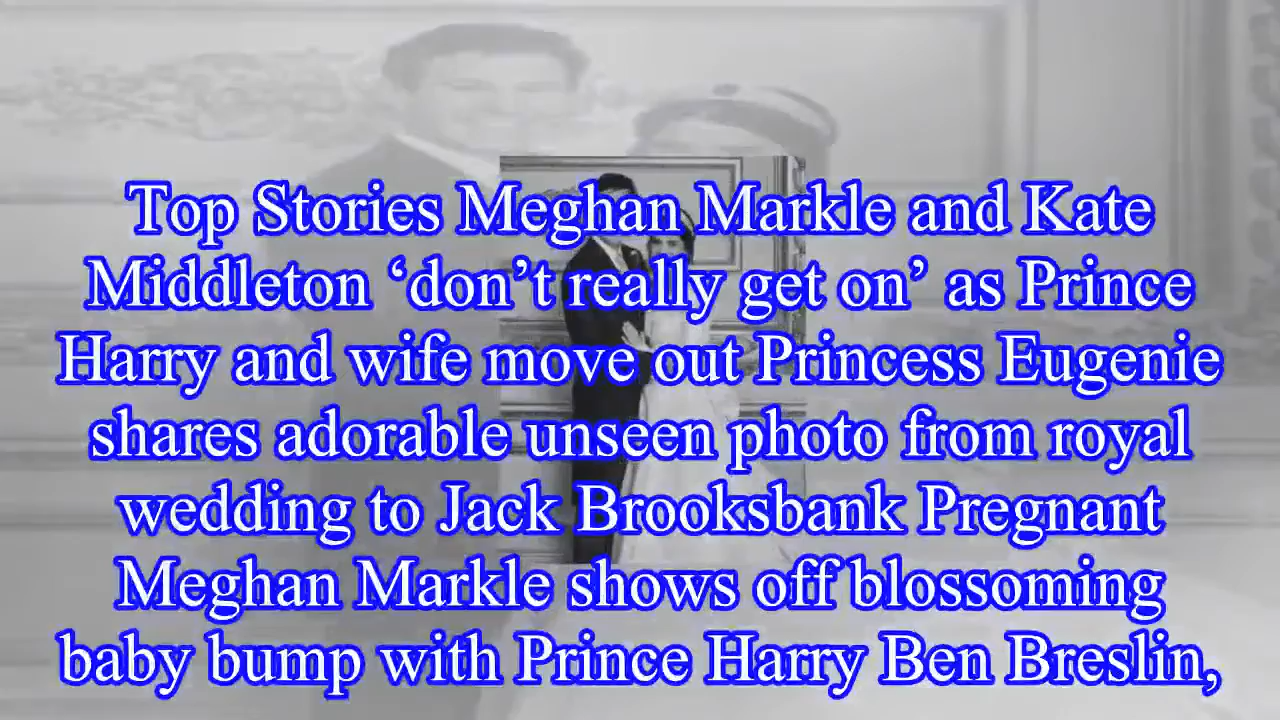 Top Stories Meghan Markle and Kate
Middleton ‘don’t really get on’ as Prince
Harry and wife move out Princess Eugenie
shares adorable unseen photo from royal
wedding to Jack Brooksbank Pregnant
Meghan Markle shows off blossoming
baby bump with Prince Harry Ben Breslin,